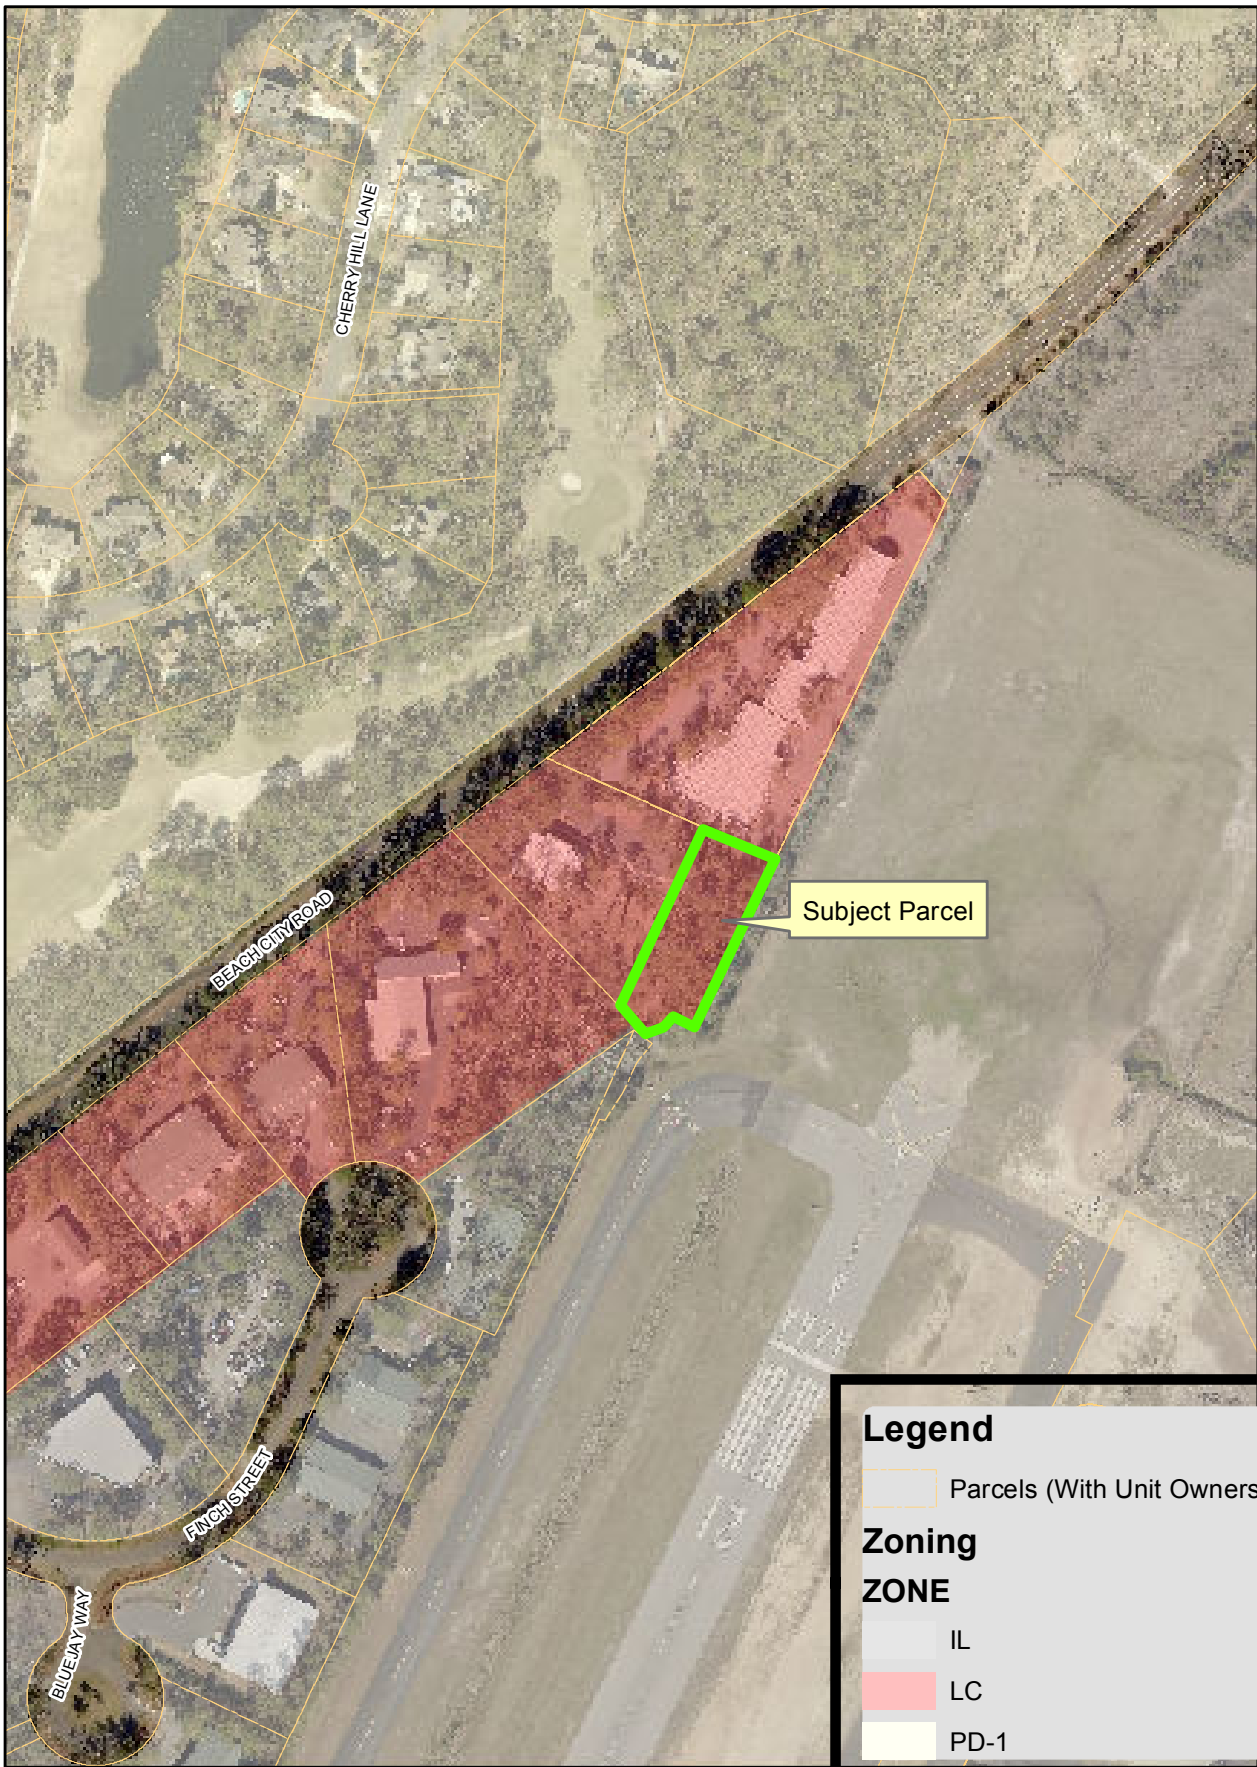 CHERRY HILL LANE
Subject Parcel
BEACH CITY ROAD
FINCH STREET
BLUEJAY WAY
21
Legend
Parcels (With Unit Owners
Zoning
ZONE
IL
LC
PD-1